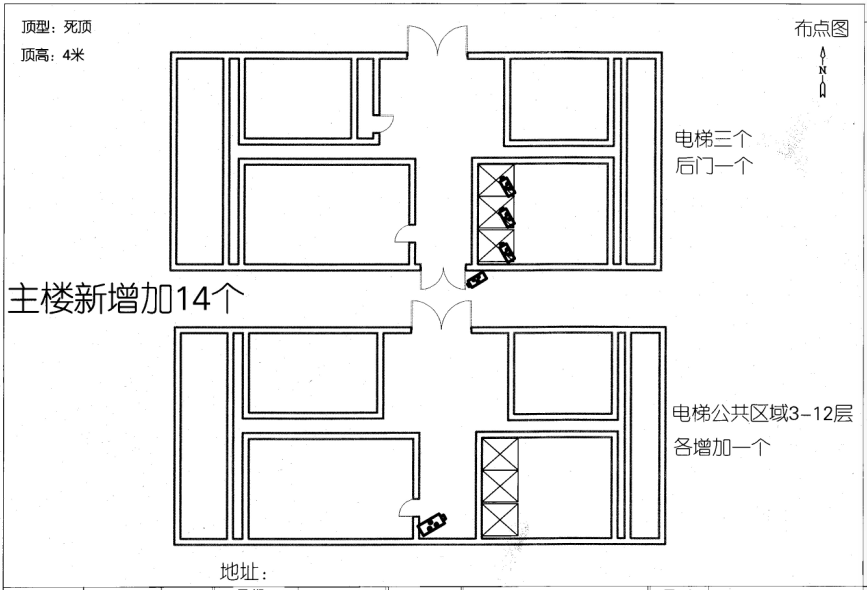 顶型：死顶
顶高：4米
布点图
N
电梯三个
后门一个
主楼新增加14个
电梯公共区域3-12层
各增加一个
地址：